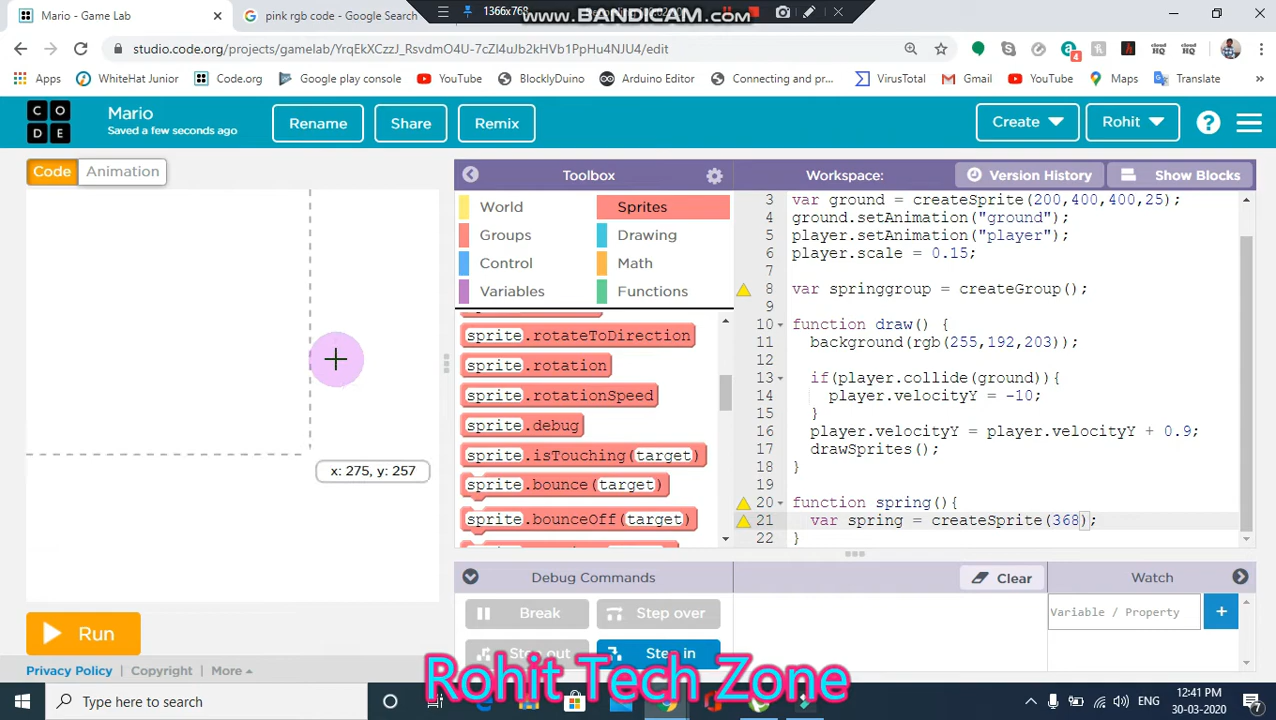 Mario - Game Lab
pink rgb code - Google Search
1366x768
www.BANDICAM.com
studio.code.org/projects/gamelab/YrqEkXCzzJ_RsvdmO4U-7cZl4uJb2kHVb1PpHu4NJU4/edit
Apps
WhiteHat Junior
Code.org
Google play console
YouTube
BlocklyDuino
Arduino Editor
Connecting and pr...
VirusTotal
Gmail
YouTube
Maps
Translate
CODE
Mario
Saved a few seconds ago
Rename
Share
Remix
Create
Rohit
Code
Animation
Toolbox
Workspace:
Version History
Show Blocks
World
Sprites
Groups
Drawing
Control
Math
Variables
Functions
sprite.rotateToDirection
sprite.rotation
sprite.rotationSpeed
sprite.debug
sprite.isTouching(target)
sprite.bounce(target)
sprite.bounceOff(target)
3 var ground = createSprite(200,400,400,25);
4 ground.setAnimation("ground");
5 player.setAnimation("player");
6 player.scale = 0.15;
7
8 var springgroup = createGroup();
9
10 function draw() {
11 background(rgb(255,192,203));
12
13 if(player.collide(ground)){
14 player.velocityY = -10;
15 }
16 player.velocityY = player.velocityY + 0.9;
17 drawSprites();
18 }
19
20 function spring(){
21 var spring = createSprite(368);
22 }
x: 275, y: 257
Run
Privacy Policy | Copyright | More
Debug Commands
Clear
Watch
Break
Step over
Step out
Step in
Variable / Property
Rohit Tech Zone
Type here to search
ENG
12:41 PM
30-03-2020